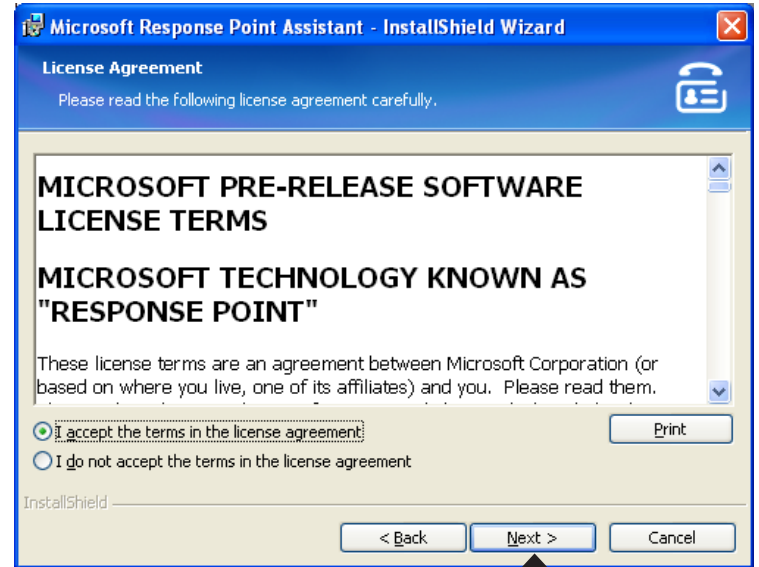 Microsoft Response Point Assistant - InstallShield Wizard
License Agreement
Please read the following license agreement carefully.
MICROSOFT PRE-RELEASE SOFTWARE
LICENSE TERMS
MICROSOFT TECHNOLOGY KNOWN AS
"RESPONSE POINT"
These license terms are an agreement between Microsoft Corporation (or
based on where you live, one of its affiliates) and you.  Please read them.
I accept the terms in the license agreement
Print
I do not accept the terms in the license agreement
InstallShield
< Back
Next >
Cancel